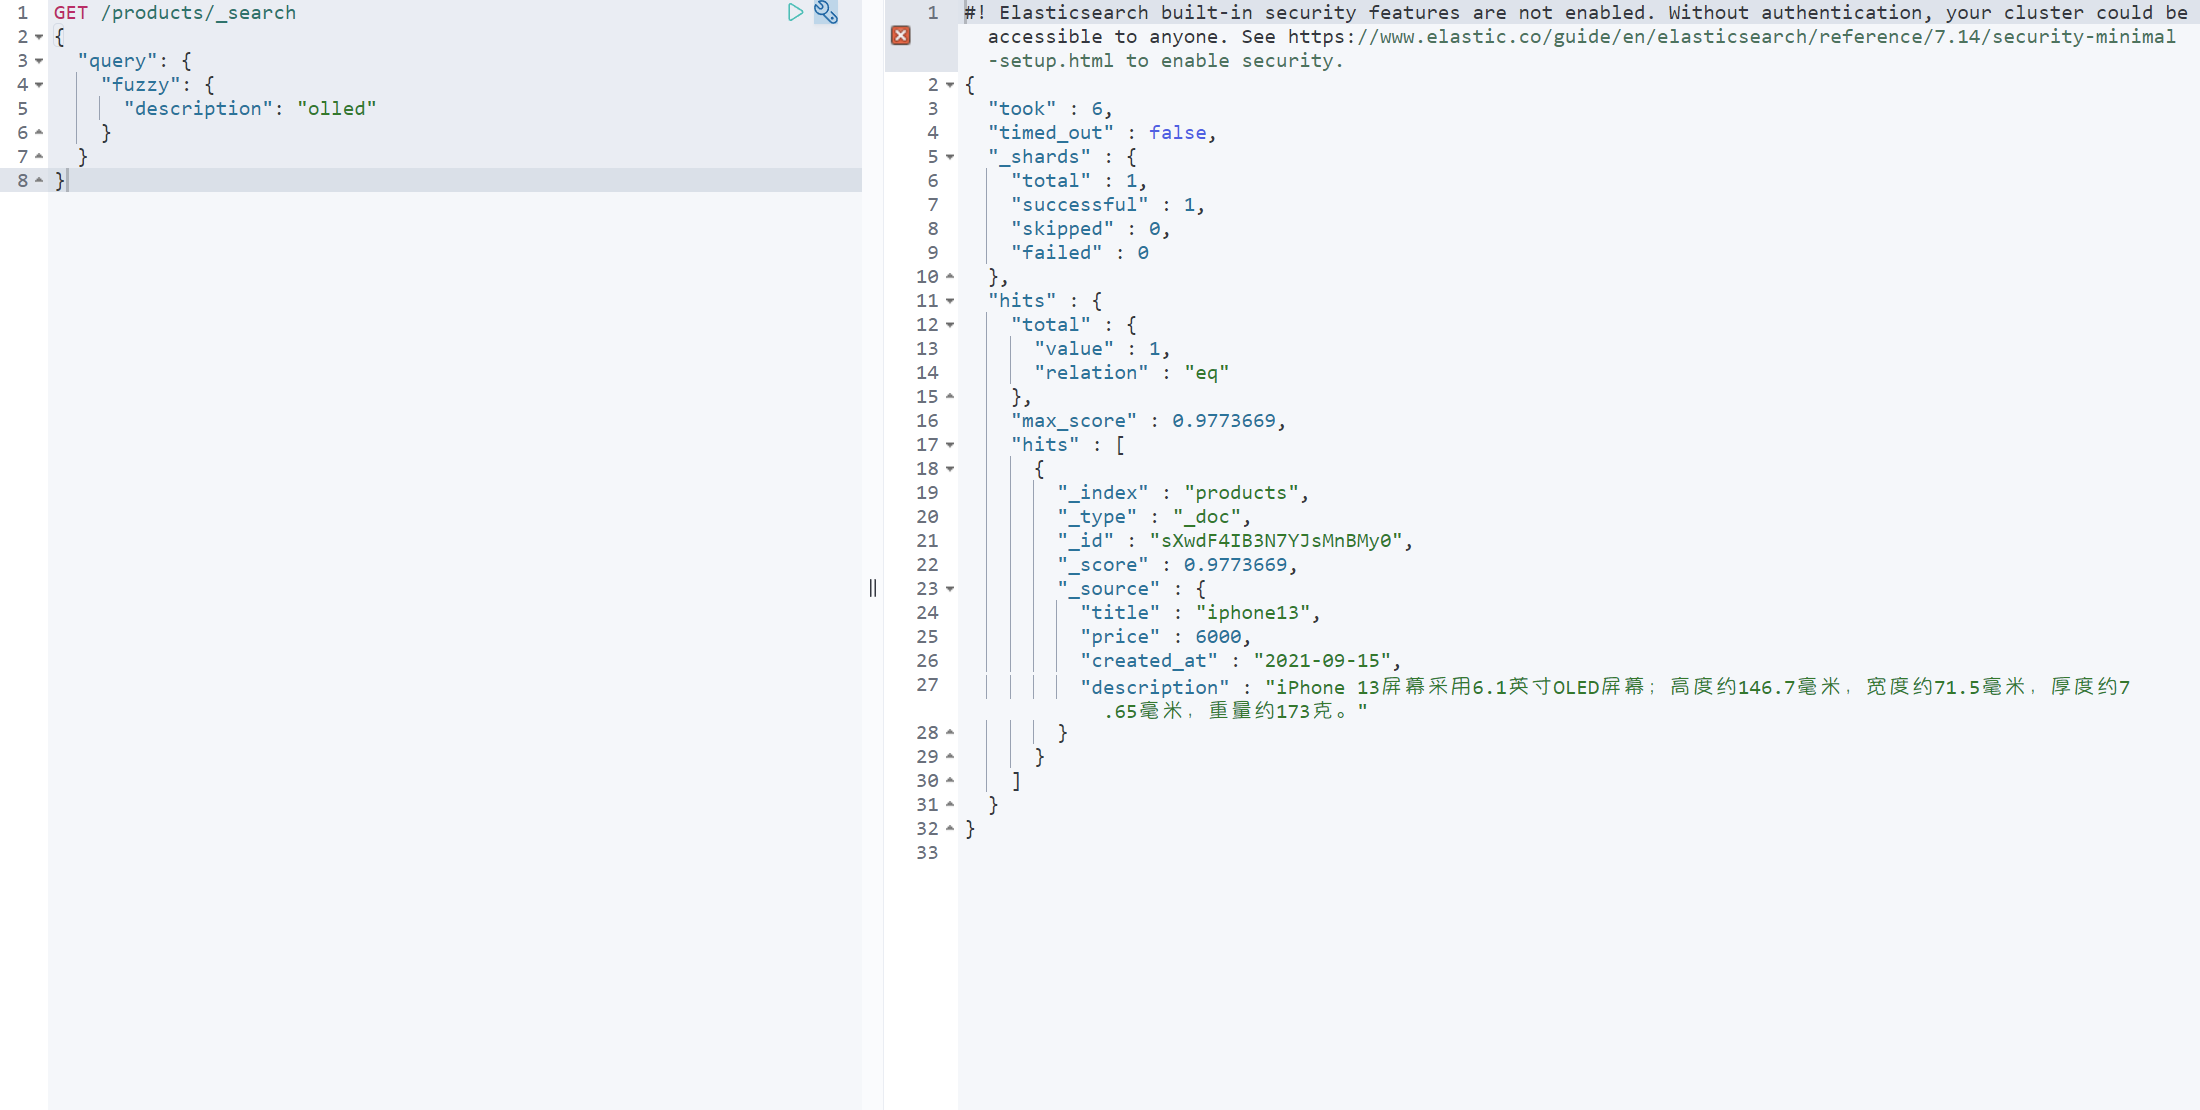 1 GET /products/_search
2 {
3 "query": {
4 "fuzzy": {
5 "description": "olled"
6 }
7 }
8 }
1 #! Elasticsearch built-in security features are not enabled. Without authentication, your cluster could be
accessible to anyone. See https://www.elastic.co/guide/en/elasticsearch/reference/7.14/security-minimal
-setup.html to enable security.
2 {
3 "took" : 6,
4 "timed_out" : false,
5 "_shards" : {
6 "total" : 1,
7 "successful" : 1,
8 "skipped" : 0,
9 "failed" : 0
10 },
11 "hits" : {
12 "total" : {
13 "value" : 1,
14 "relation" : "eq"
15 },
16 "max_score" : 0.9773669,
17 "hits" : [
18 {
19 "_index" : "products",
20 "_type" : "_doc",
21 "_id" : "sXwdF4IB3N7YJsMnBMy0",
22 "_score" : 0.9773669,
23 "_source" : {
24 "title" : "iphone13",
25 "price" : 6000,
26 "created_at" : "2021-09-15",
27 "description" : "iPhone 13屏幕采用6.1英寸OLED屏幕；高度约146.7毫米，宽度约71.5毫米，厚度约7
.65毫米，重量约173克。"
28 }
29 }
30 ]
31 }
32 }
33